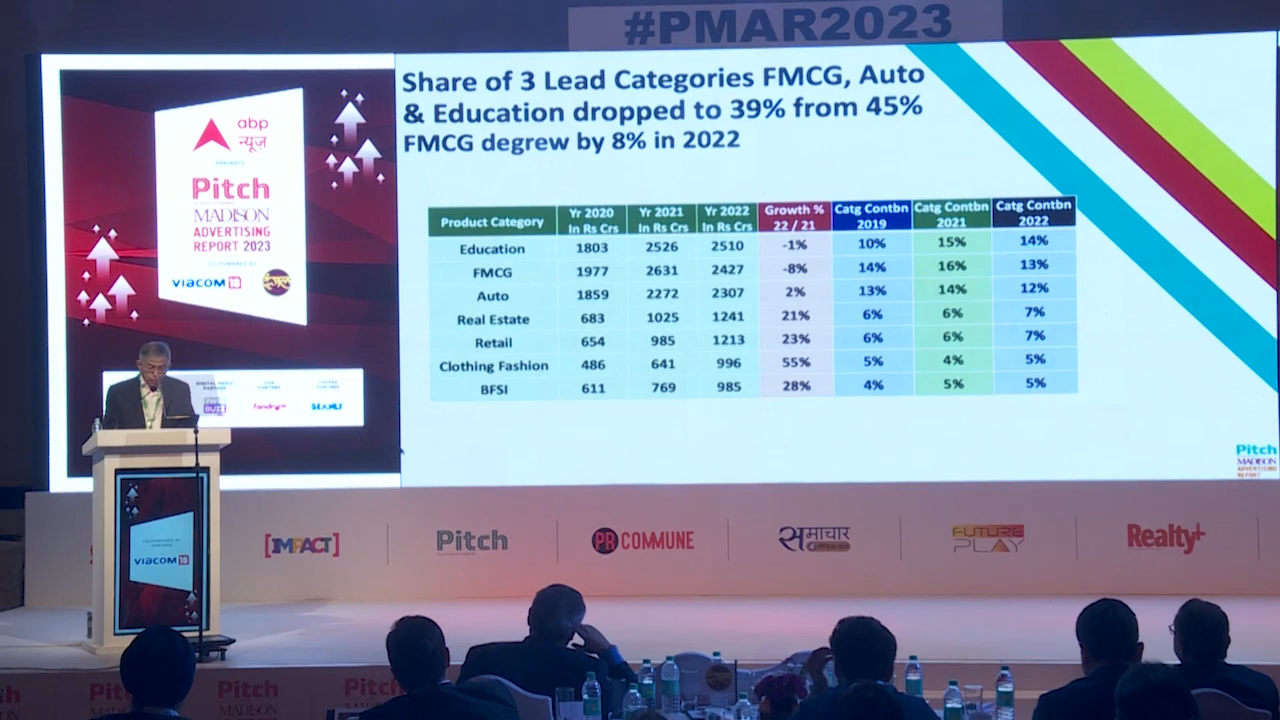 #PMAR2023
abp
न्यूज़
PRESENTS
Pitch
MADISON
ADVERTISING
REPORT 2023
VIACOM 18
Share of 3 Lead Categories FMCG, Auto
& Education dropped to 39% from 45%
FMCG degrew by 8% in 2022
Product Category Yr 2020 In Rs Crs Yr 2021 In Rs Crs Yr 2022 In Rs Crs Growth % 22 / 21 Catg Contbn 2019 Catg Contbn 2021 Catg Contbn 2022
Education 1803 2526 2510 -1% 10% 15% 14%
FMCG 1977 2631 2427 -8% 14% 16% 13%
Auto 1859 2272 2307 2% 13% 14% 12%
Real Estate 683 1025 1241 21% 6% 6% 7%
Retail 654 985 1213 23% 6% 6% 7%
Clothing Fashion 486 641 996 55% 5% 4% 5%
BFSI 611 769 985 28% 4% 5% 5%
DIGITAL MEDIA
PARTNER
Pitch
MADISON
ADVERTISING
REPORT
VIACOM 18
[IMPACT]
Pitch
PR COMMUNE
समाचार
FUTURE
PLAY
Realty+
Pitch
MADISON
Pitch